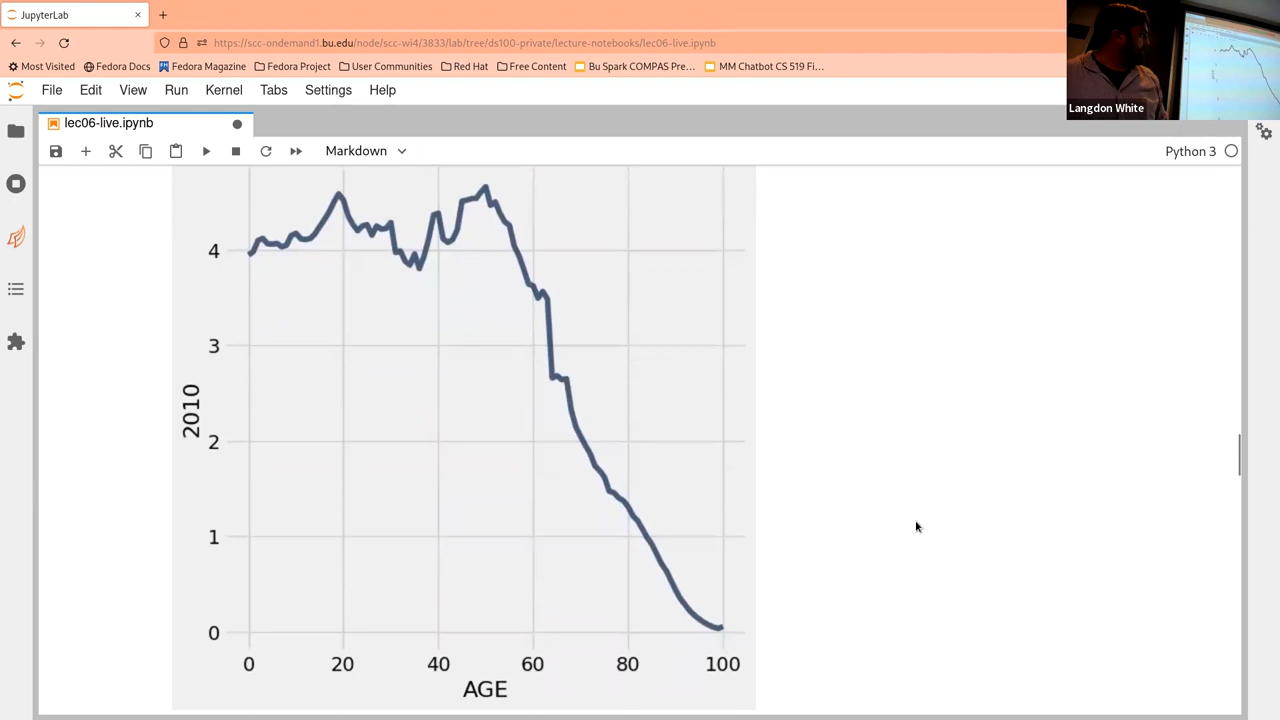 JupyterLab
https://scc-ondemand1.bu.edu/node/scc-wi4/3833/lab/tree/ds100-private/lecture-notebooks/lec06-live.ipynb
Most Visited Fedora Docs Fedora Magazine Fedora Project User Communities Red Hat Free Content Bu Spark COMPAS Pre… MM Chatbot CS 519 Fi…
Langdon White
File Edit View Run Kernel Tabs Settings Help
lec06-live.ipynb
Markdown Python 3
4
3
2010
2
1
0
0 20 40 60 80 100
AGE